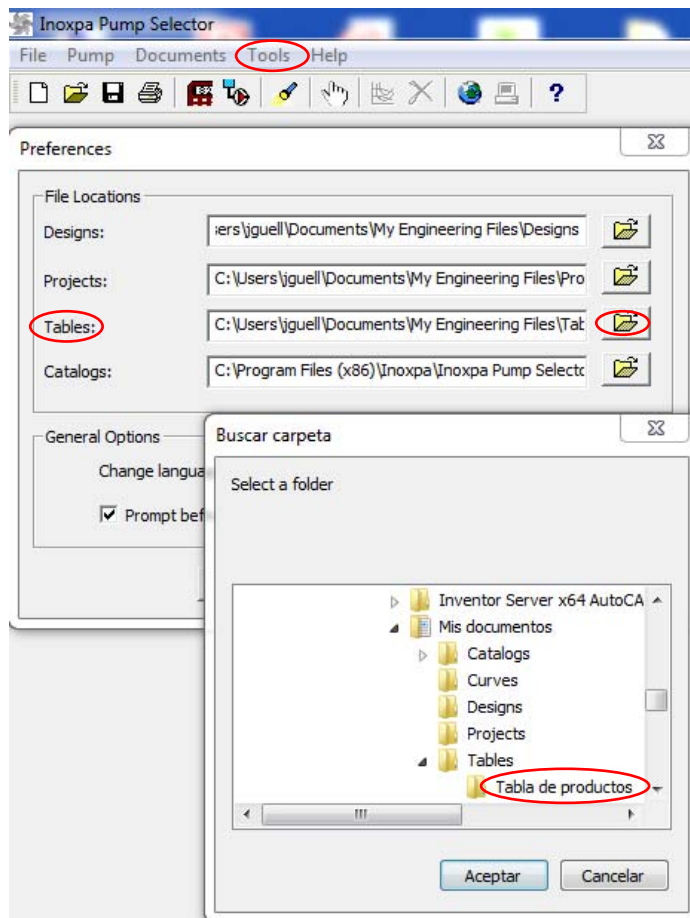 Inoxpa Pump Selector
File Pump Documents Tools Help
?
Preferences
File Locations
Designs: ers\jguell\Documents\My Engineering Files\Designs
Projects: C:\Users\jguell\Documents\My Engineering Files\Pro
Tables: C:\Users\jguell\Documents\My Engineering Files\Tab
Catalogs: C:\Program Files (x86)\Inoxpa\Inoxpa Pump Selectc
General Options
Change langua
Prompt bef
Buscar carpeta
Select a folder
Inventor Server x64 AutoCA
Mis documentos
Catalogs
Curves
Designs
Projects
Tables
Tabla de productos
Aceptar Cancelar